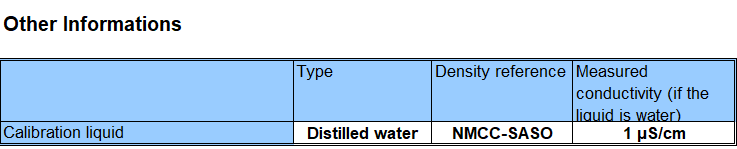 Other Informations
Type
Density reference
Measured
conductivity (if the
liquid is water)
Calibration liquid
Distilled water
NMCC-SASO
1 µS/cm